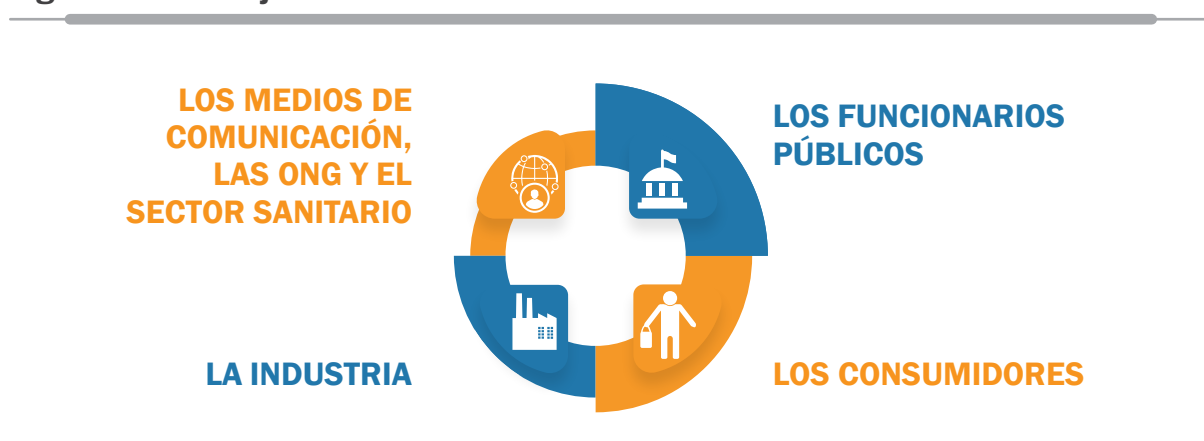 LOS MEDIOS DE
COMUNICACIÓN,
LAS ONG Y EL
SECTOR SANITARIO
LOS FUNCIONARIOS
PÚBLICOS
LA INDUSTRIA
LOS CONSUMIDORES